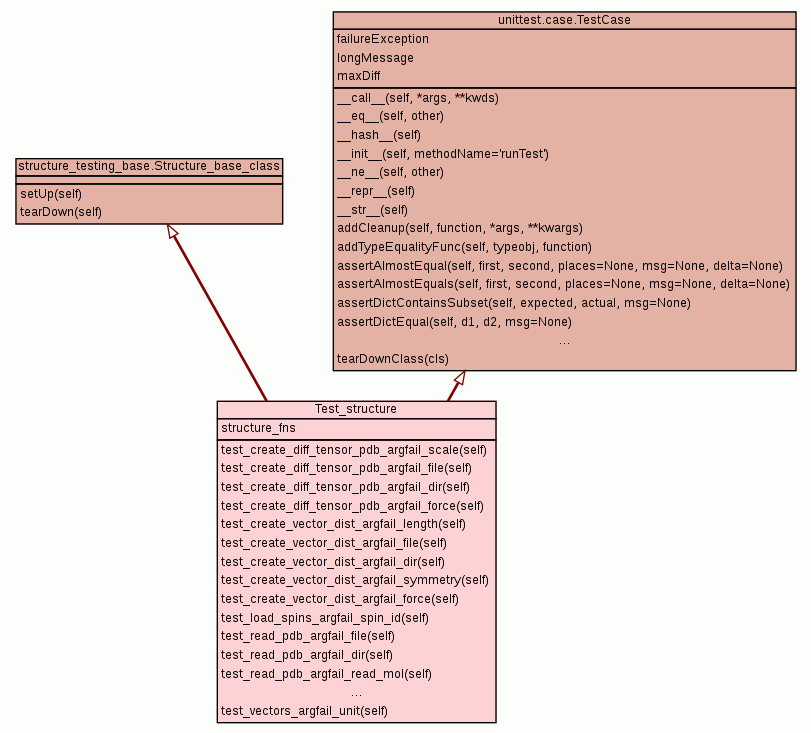 unittest.case.TestCase
failureException
longMessage
maxDiff
__call__(self, *args, **kwds)
__eq__(self, other)
__hash__(self)
__init__(self, methodName='runTest')
__ne__(self, other)
__repr__(self)
__str__(self)
addCleanup(self, function, *args, **kwargs)
addTypeEqualityFunc(self, typeobj, function)
assertAlmostEqual(self, first, second, places=None, msg=None, delta=None)
assertAlmostEquals(self, first, second, places=None, msg=None, delta=None)
assertDictContainsSubset(self, expected, actual, msg=None)
assertDictEqual(self, d1, d2, msg=None)
...
tearDownClass(cls)
structure_testing_base.Structure_base_class
setUp(self)
tearDown(self)
Test_structure
structure_fns
test_create_diff_tensor_pdb_argfail_scale(self)
test_create_diff_tensor_pdb_argfail_file(self)
test_create_diff_tensor_pdb_argfail_dir(self)
test_create_diff_tensor_pdb_argfail_force(self)
test_create_vector_dist_argfail_length(self)
test_create_vector_dist_argfail_file(self)
test_create_vector_dist_argfail_dir(self)
test_create_vector_dist_argfail_symmetry(self)
test_create_vector_dist_argfail_force(self)
test_load_spins_argfail_spin_id(self)
test_read_pdb_argfail_file(self)
test_read_pdb_argfail_dir(self)
test_read_pdb_argfail_read_mol(self)
...
test_vectors_argfail_unit(self)